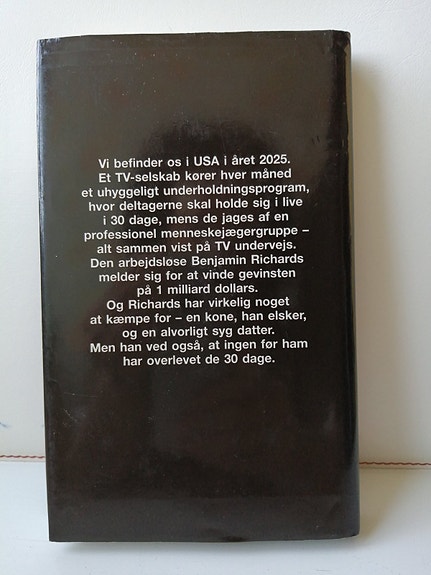 Vi befinder os i USA i året 2025.
Et TV-selskab kører hver måned
et uhyggeligt underholdningsprogram,
hvor deltagerne skal holde sig i live
i 30 dage, mens de jages af en
professionel menneskejægergruppe –
alt sammen vist på TV undervejs.
Den arbejdsløse Benjamin Richards
melder sig for at vinde gevinsten
på 1 milliard dollars.
Og Richards har virkelig noget
at kæmpe for – en kone, han elsker,
og en alvorligt syg datter.
Men han ved også, at ingen før ham
har overlevet de 30 dage.